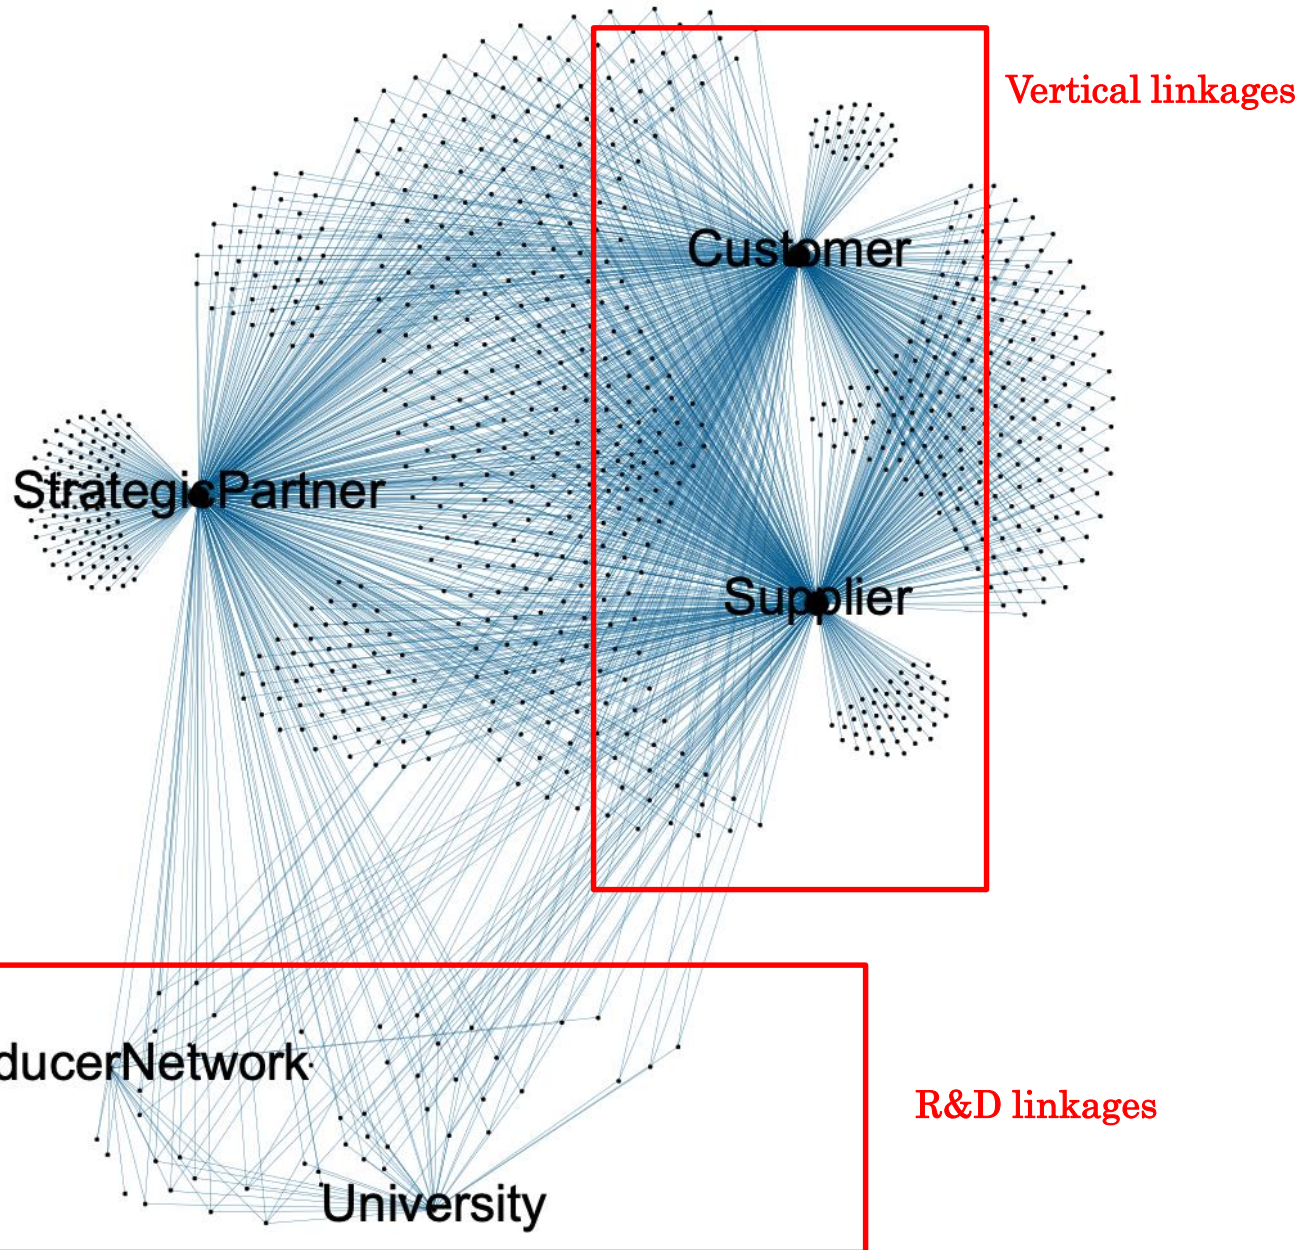 Vertical linkages
Customer
StrategicPartner
Supplier
ducerNetwork
R&D linkages
University